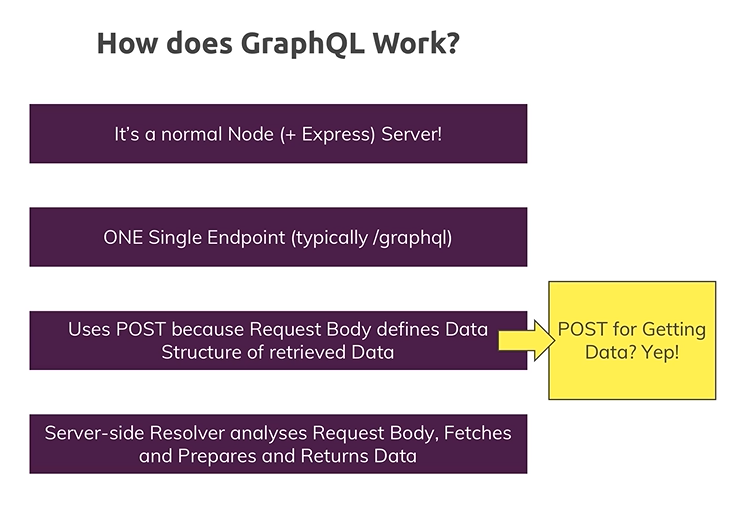 How does GraphQL Work?
It's a normal Node (+ Express) Server!
ONE Single Endpoint (typically /graphql)
Uses POST because Request Body defines Data
Structure of retrieved Data
POST for Getting
Data? Yep!
Server-side Resolver analyses Request Body, Fetches
and Prepares and Returns Data